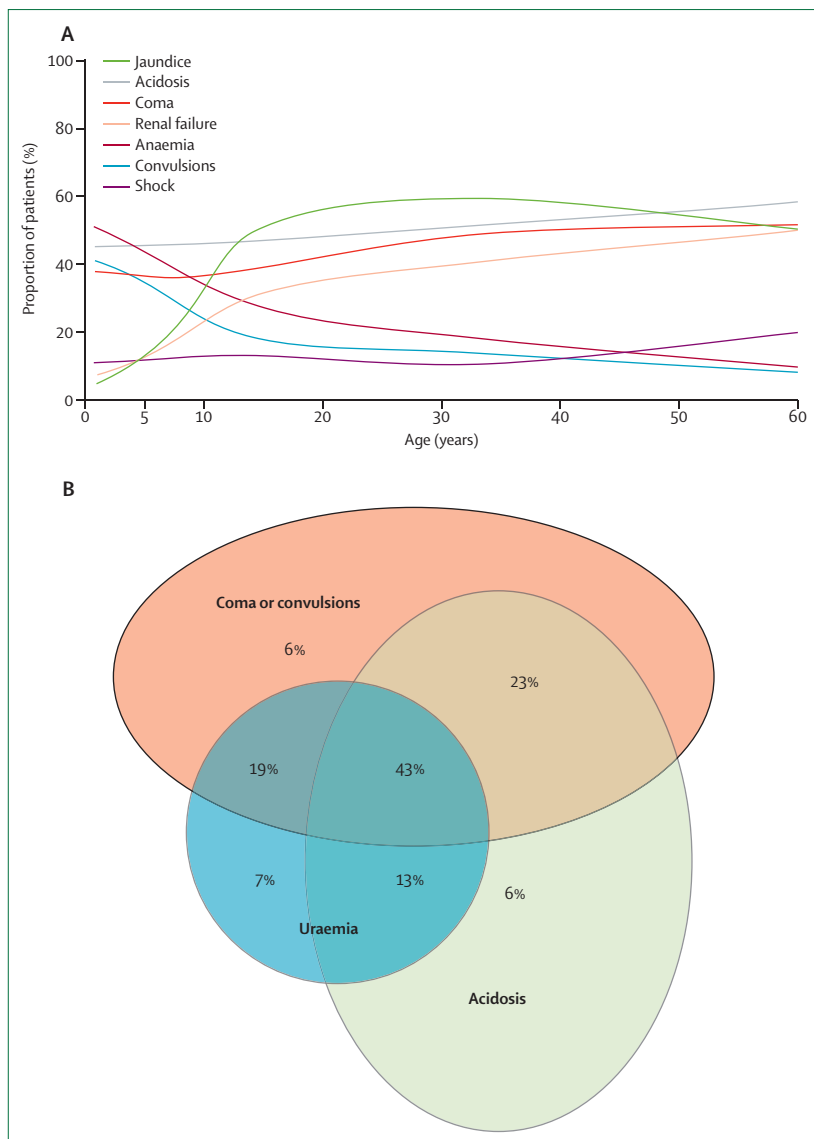 A
100
80
60
40
20
0
Proportion of patients (%)
Jaundice
Acidosis
Coma
Renal failure
Anaemia
Convulsions
Shock
0 5 10 20 30 40 50 60
Age (years)
B
Coma or convulsions
6%
23%
19% 43%
7% 13% 6%
Uraemia
Acidosis